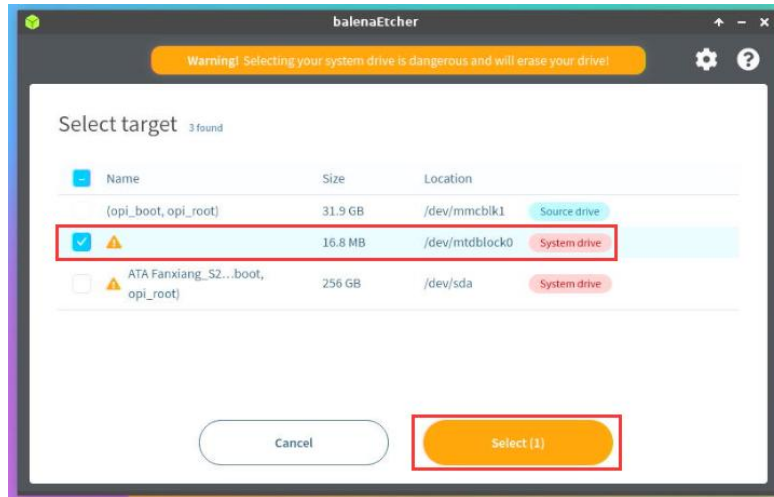 balenaEtcher
Warning! Selecting your system drive is dangerous and will erase your drive!
Select target 3 found
Name Size Location
(opi_boot, opi_root) 31.9 GB /dev/mmcblk1 Source drive
16.8 MB /dev/mtdblock0 System drive
ATA Fanxiang_S2...boot,
opi_root) 256 GB /dev/sda System drive
Cancel Select (1)